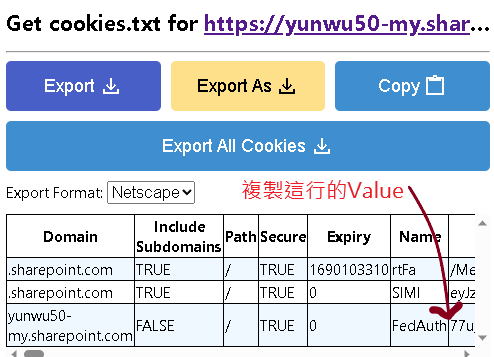 Get cookies.txt for https://yunwu50-my.shar...
Export
Export As
Copy
Export All Cookies
Export Format: Netscape
複製這行的Value
Domain Include Subdomains Path Secure Expiry Name
.sharepoint.com TRUE / TRUE 1690103310 rtFa /Me
.sharepoint.com TRUE / TRUE 0 SIMI eyJz
yunwu50-my.sharepoint.com FALSE / TRUE 0 FedAuth 77u